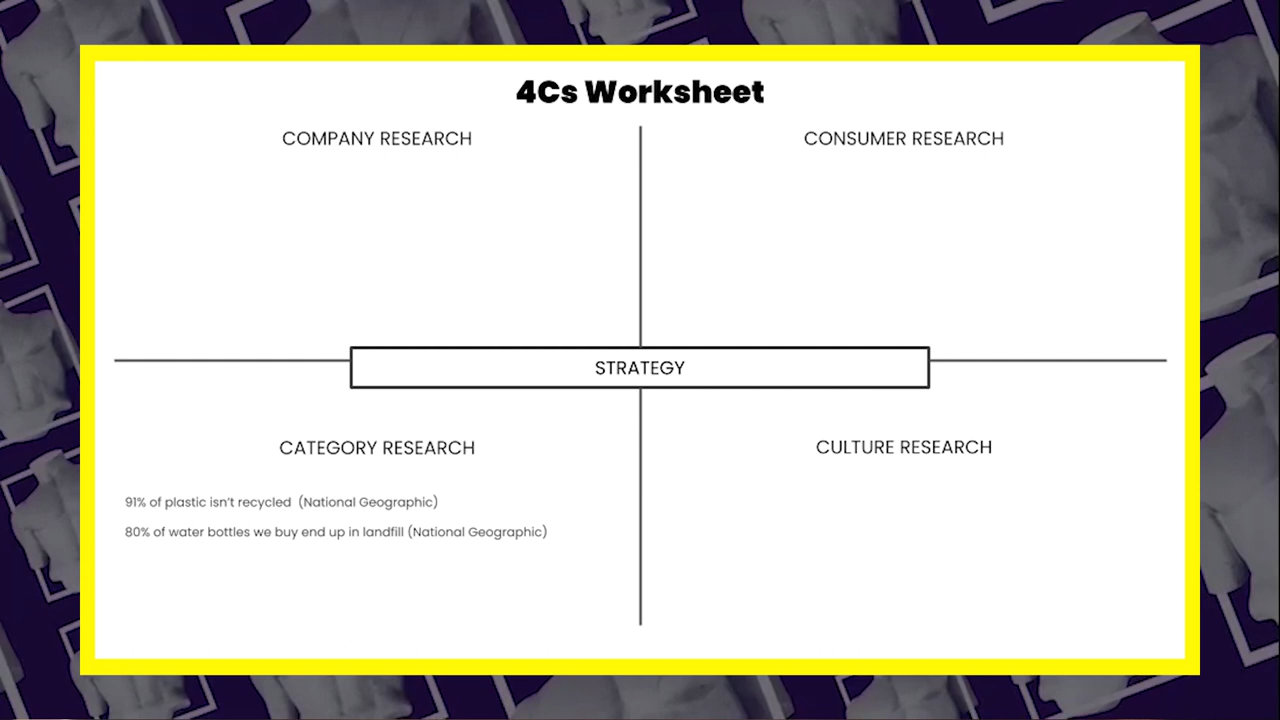 4Cs Worksheet
COMPANY RESEARCH
CONSUMER RESEARCH
STRATEGY
CATEGORY RESEARCH
CULTURE RESEARCH
91% of plastic isn't recycled (National Geographic)
80% of water bottles we buy end up in landfill (National Geographic)